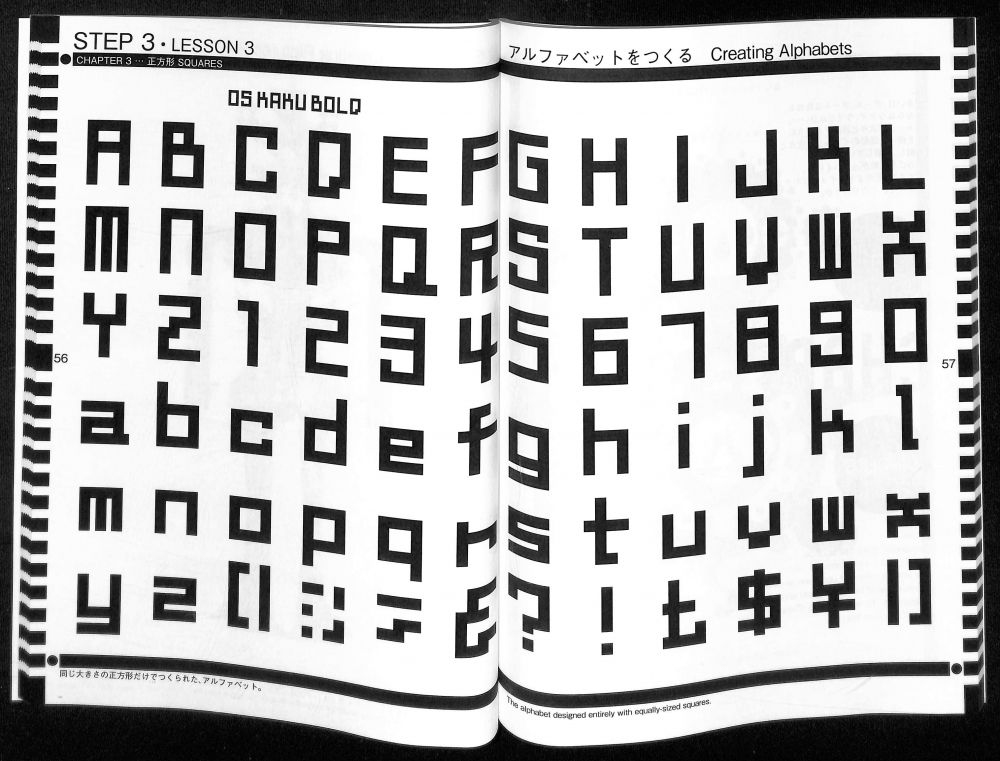 STEP 3・LESSON 3
CHAPTER 3 … 正方形 SQUARES
アルファベットをつくる Creating Alphabets
OS KAKU BOLD
A B C D E F G H I J K L
M N O P Q R S T U V W X
Y Z 1 2 3 4 5 6 7 8 9 0
a b c d e f g h i j k l
m n o p q r s t u v w x
y z [ | & ? ! £ $ ¥ | ]
56
57
同じ大きさの正方形だけでつくられた、アルファベット。
The alphabet designed entirely with equally-sized squares.